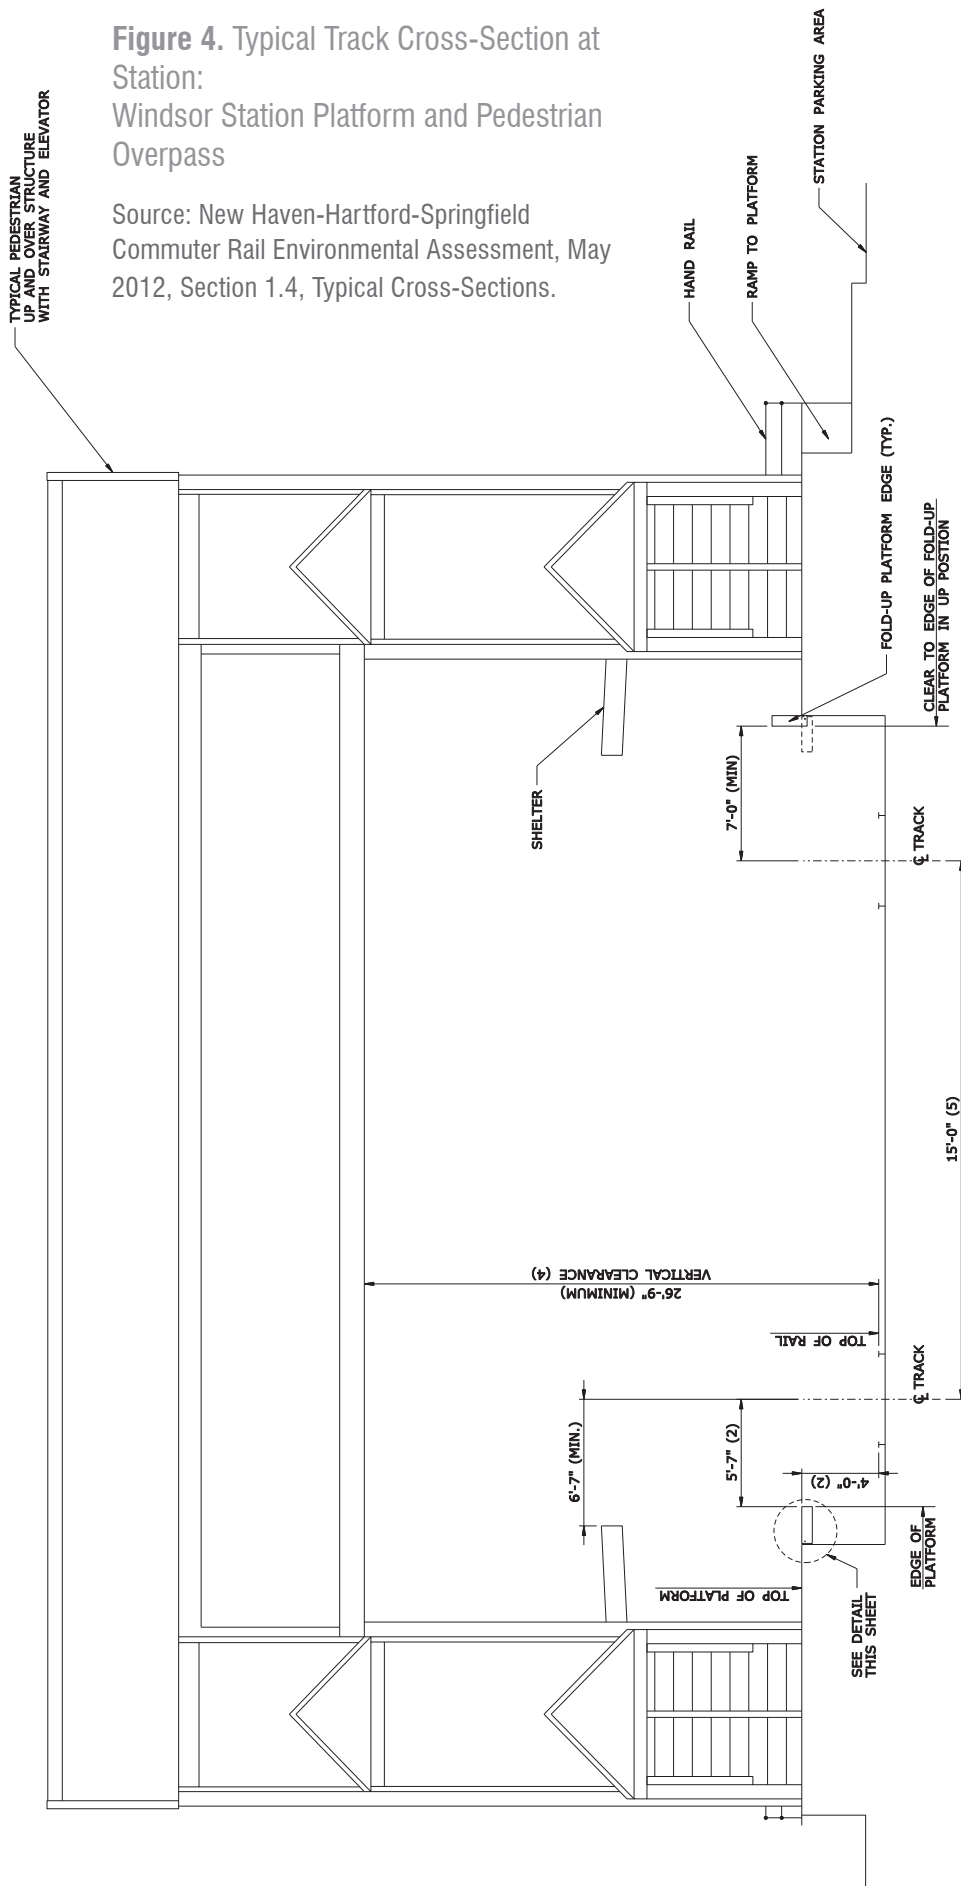 Figure 4. Typical Track Cross-Section at
Station:
Windsor Station Platform and Pedestrian
Overpass
Source: New Haven-Hartford-Springfield
Commuter Rail Environmental Assessment, May
2012, Section 1.4, Typical Cross-Sections.
TYPICAL PEDESTRIAN
UP AND OVER STRUCTURE
WITH STAIRWAY AND ELEVATOR
STATION PARKING AREA
HAND RAIL
RAMP TO PLATFORM
FOLD-UP PLATFORM EDGE (TYP.)
CLEAR TO EDGE OF FOLD-UP
PLATFORM IN UP POSTION
SHELTER
7'-0" (MIN)
℄ TRACK
15'-0" (5)
26'-9" (MINIMUM)
VERTICAL CLEARANCE (4)
TOP OF RAIL
℄ TRACK
6'-7" (MIN.)
5'-7" (2)
4'-0" (2)
EDGE OF
PLATFORM
TOP OF PLATFORM
SEE DETAIL
THIS SHEET